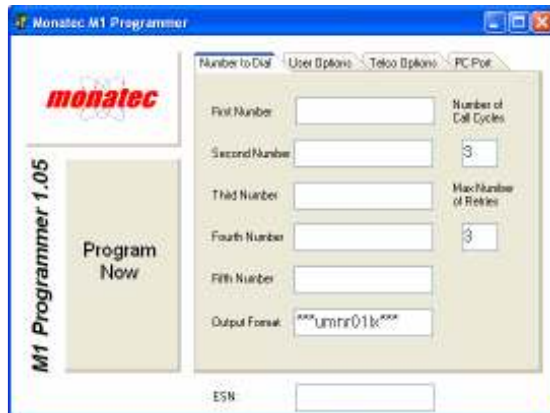 Monatec M1 Programmer
Number to Dial
User Options
Telco Options
PC Port
monatec
M1 Programmer 1.05
Program
Now
First Number
Second Number
Third Number
Fourth Number
Fifth Number
Output Format
ESN
Number of
Call Cycles
3
Max Number
of Retries
3